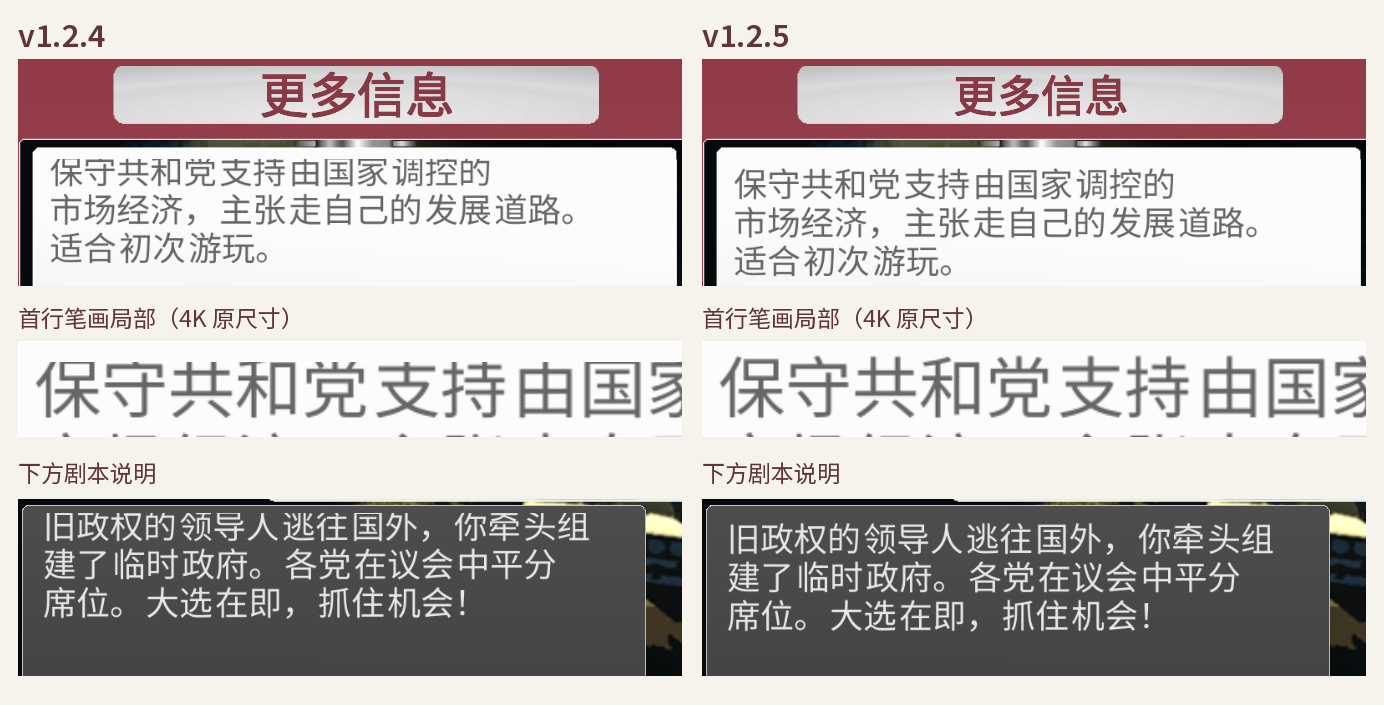 v1.2.4
更多信息
保守共和党支持由国家调控的
市场经济，主张走自己的发展道路。
适合初次游玩。
首行笔画局部（4K 原尺寸）
保守共和党支持由国家
下方剧本说明
旧政权的领导人逃往国外，你牵头组
建了临时政府。各党在议会中平分
席位。大选在即，抓住机会！
v1.2.5
更多信息
保守共和党支持由国家调控的
市场经济，主张走自己的发展道路。
适合初次游玩。
首行笔画局部（4K 原尺寸）
保守共和党支持由国家
下方剧本说明
旧政权的领导人逃往国外，你牵头组
建了临时政府。各党在议会中平分
席位。大选在即，抓住机会！